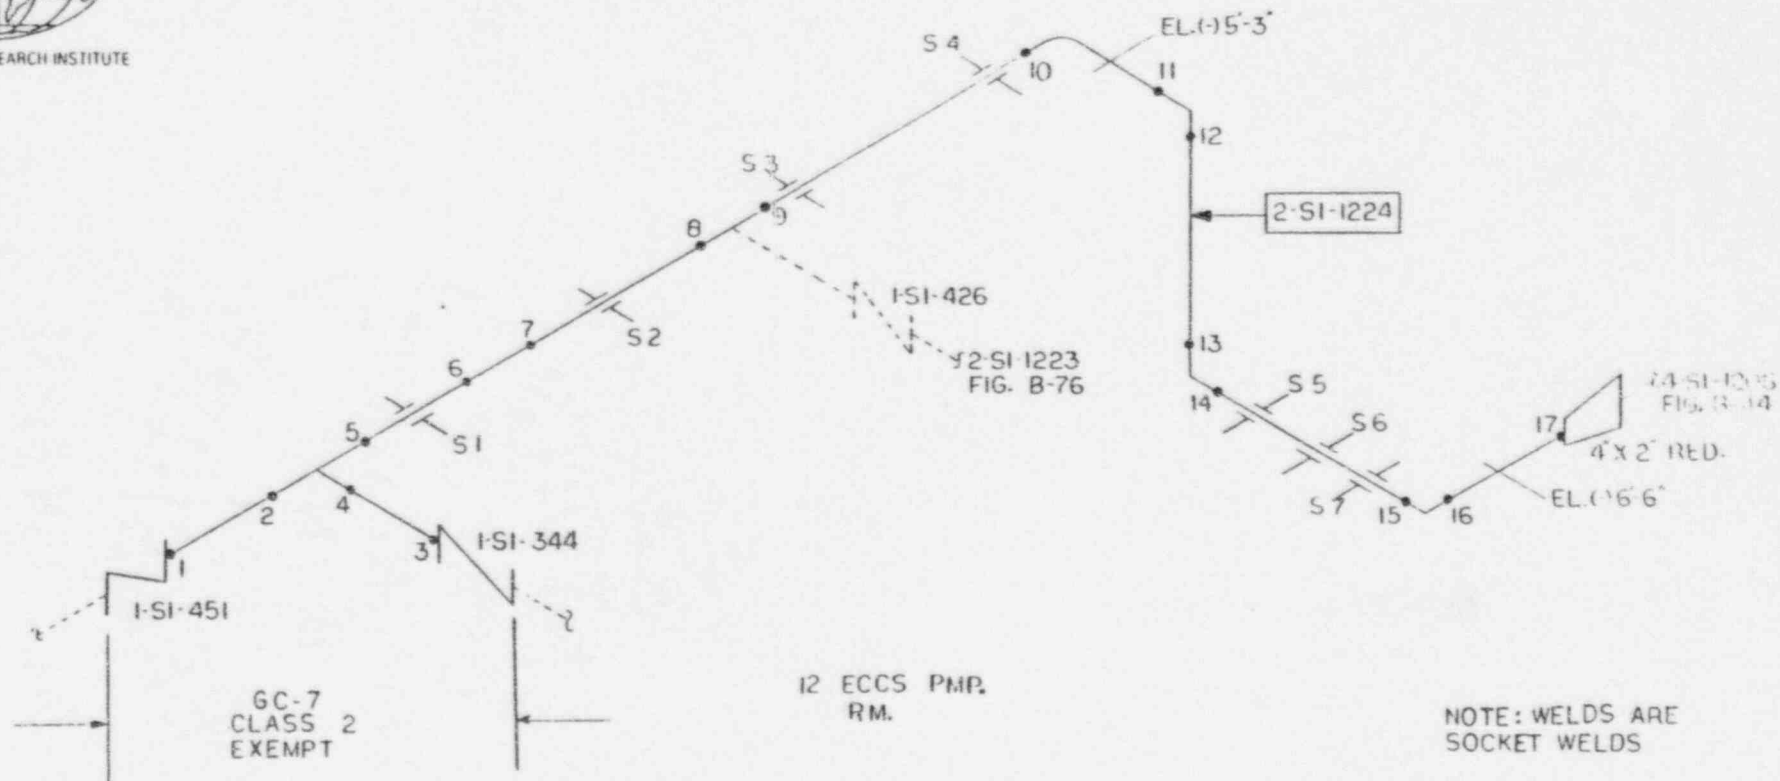 EARCH INSTITUTE
S 4
10
EL.(-)5'-3"
11
12
S 3
9
8
2-SI-1224
1-SI-426
S 2
7
2-SI-1223
FIG. B-76
13
6
S 5
14
S 1
5
S 6
17
4"X 2" RED.
2
4
S 7
15
16
EL.(-)6'-6"
3
1-SI-344
1
1-SI-451
12 ECCS PMP.
RM.
GC-7
CLASS 2
EXEMPT
NOTE: WELDS ARE
SOCKET WELDS